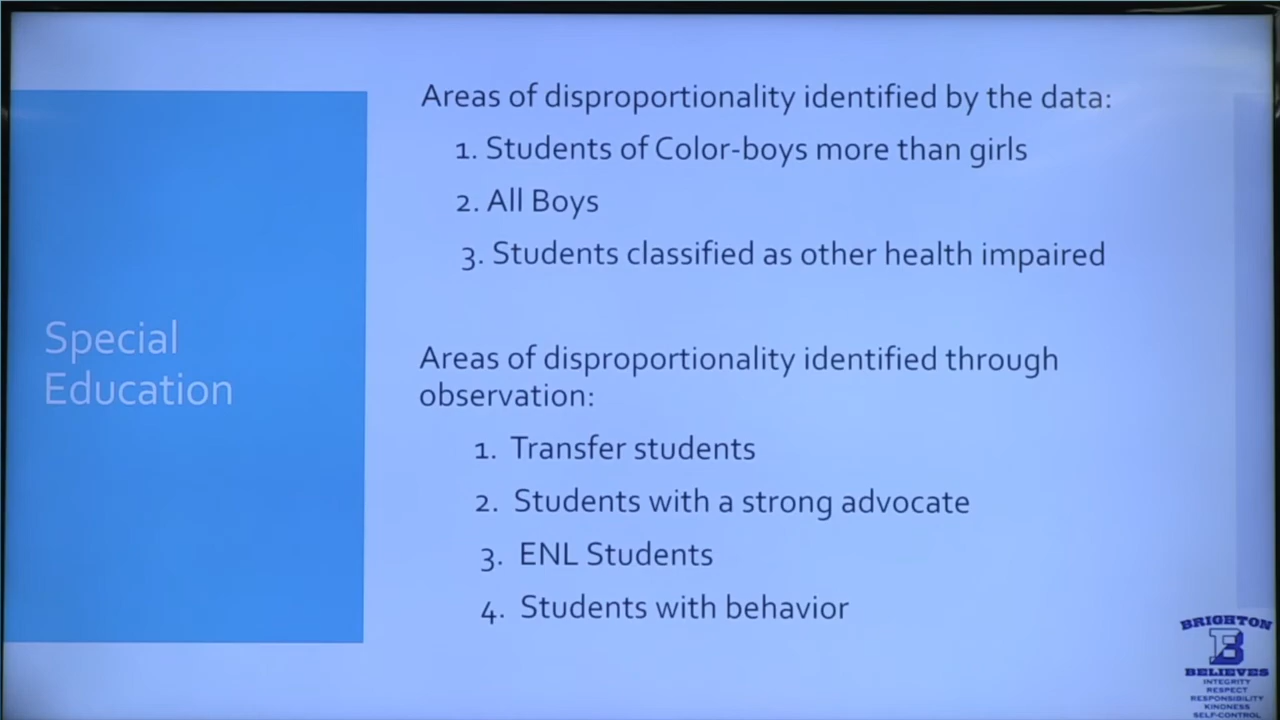 Areas of disproportionality identified by the data:
1. Students of Color-boys more than girls
2. All Boys
3. Students classified as other health impaired
Special
Education
Areas of disproportionality identified through
observation:
1. Transfer students
2. Students with a strong advocate
3. ENL Students
4. Students with behavior
BRIGHTON
B
BELIEVES
INTEGRITY
RESPECT
RESPONSIBILITY
KINDNESS
SELF-CONTROL